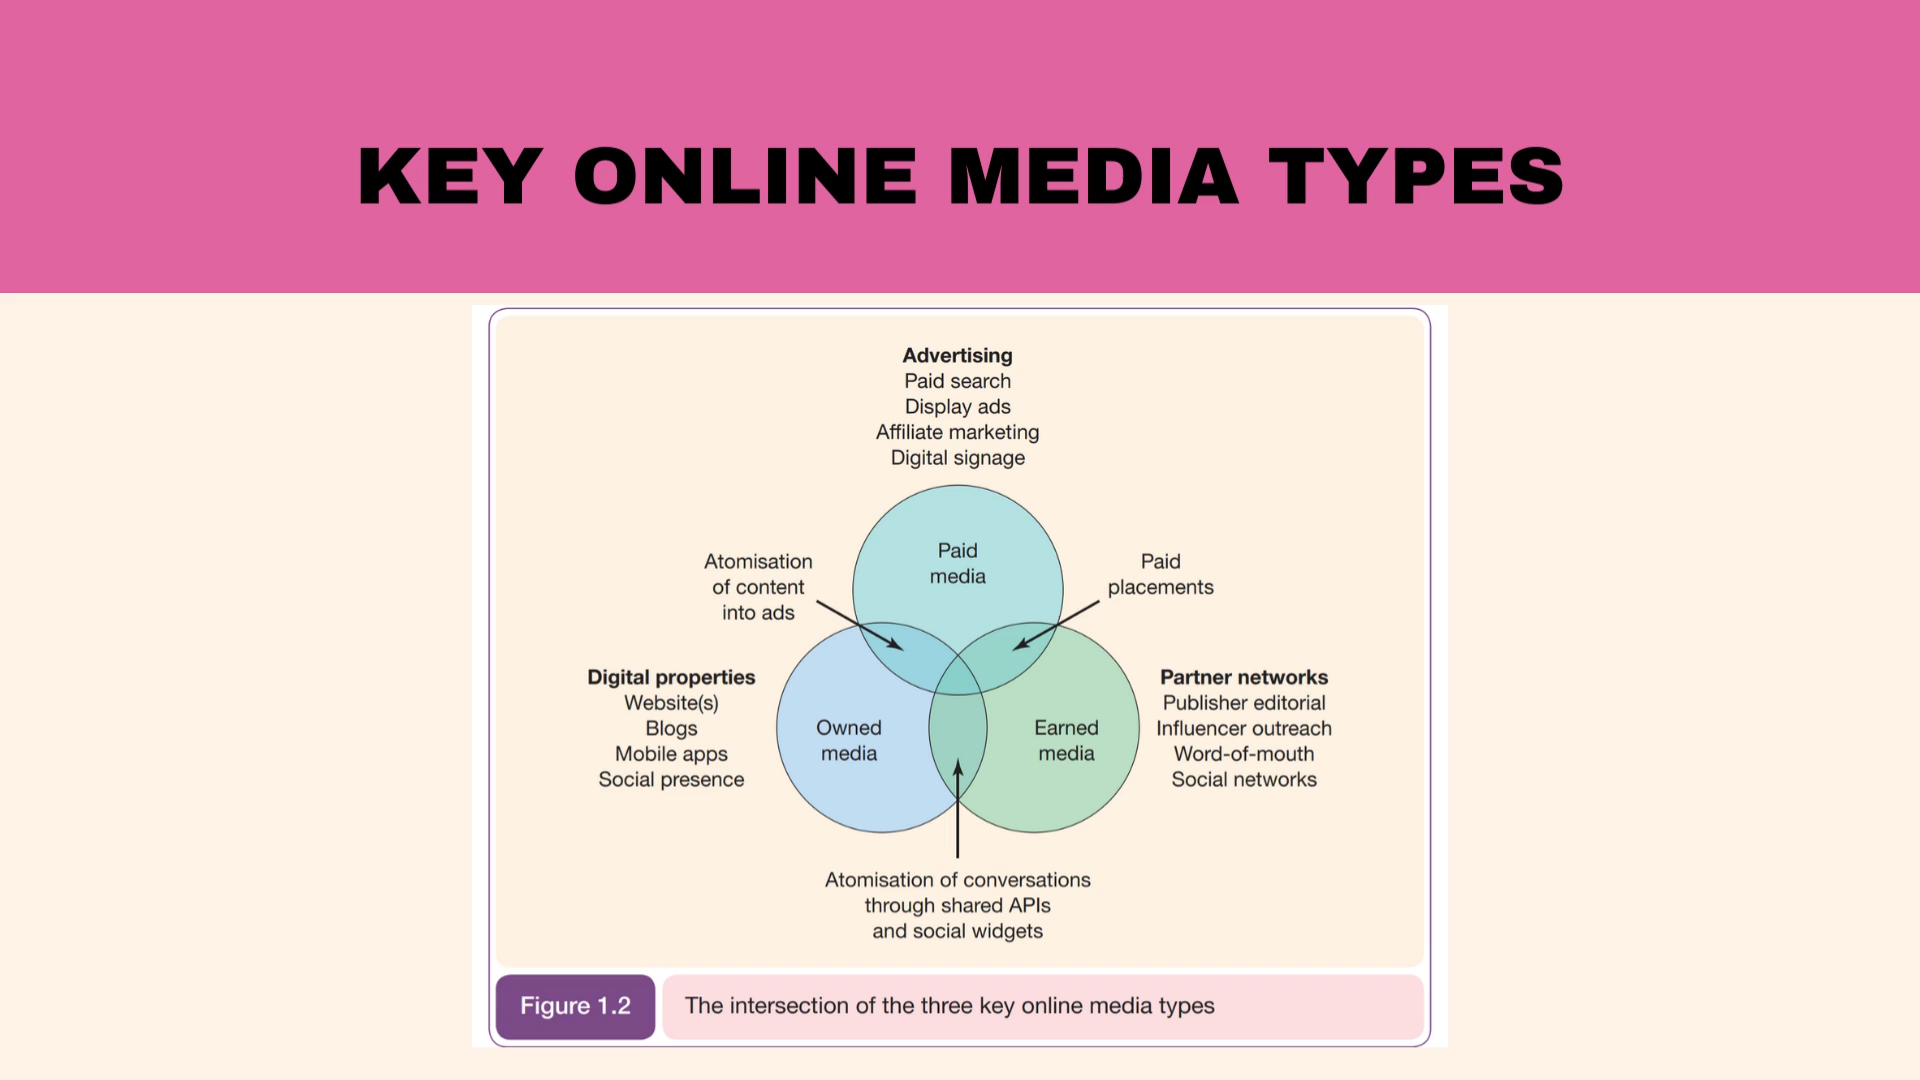 KEY ONLINE MEDIA TYPES
Advertising
Paid search
Display ads
Affiliate marketing
Digital signage
Paid
media
Atomisation
of content
into ads
Paid
placements
Digital properties
Website(s)
Blogs
Mobile apps
Social presence
Owned
media
Earned
media
Partner networks
Publisher editorial
Influencer outreach
Word-of-mouth
Social networks
Atomisation of conversations
through shared APIs
and social widgets
Figure 1.2
The intersection of the three key online media types